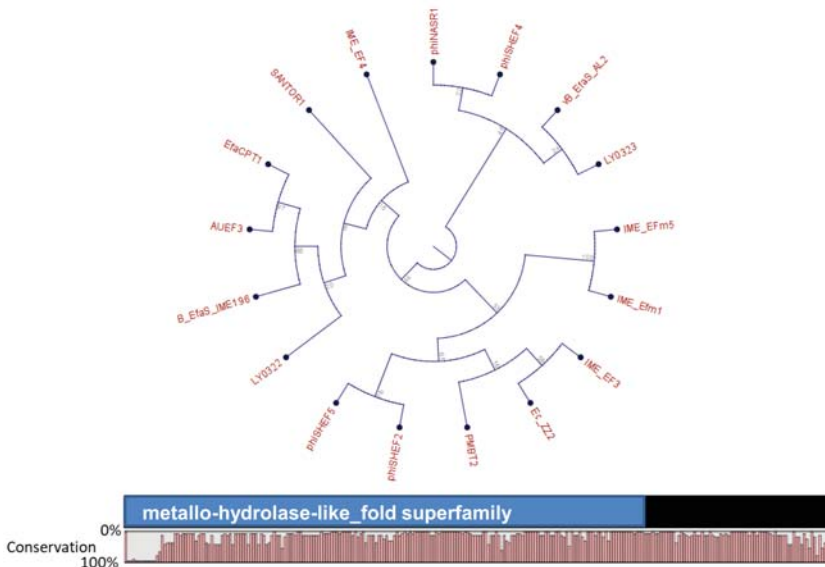 IME_EF4
phiNASR1
phiSHEF4
vB_EfaS_AL2
LY0323
IME_EFm5
IME_Efm1
IME_EF3
Ec_ZZ2
PMBT2
phiSHEF2
phiSHEF5
LY0322
B_EfaS_IME196
AUEF3
EfaCPT1
SANTOR1
metallo-hydrolase-like_fold superfamily
0%
Conservation
100%